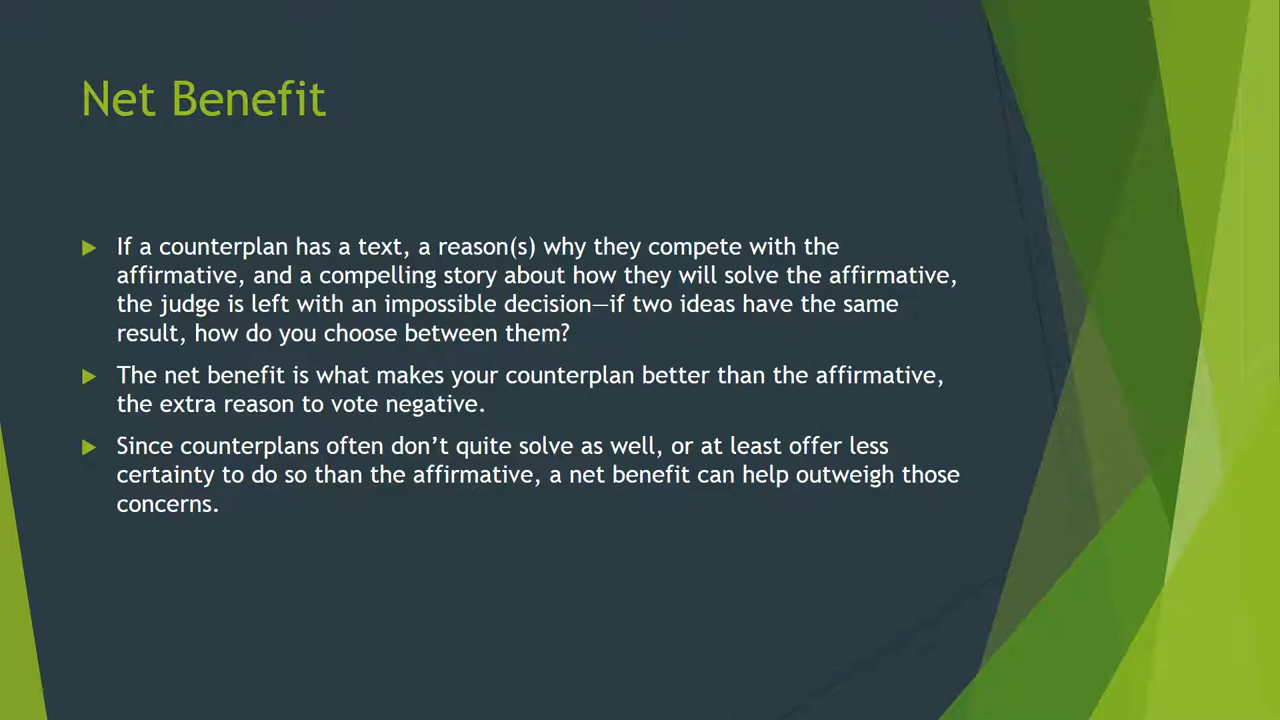 Net Benefit
If a counterplan has a text, a reason(s) why they compete with the
affirmative, and a compelling story about how they will solve the affirmative,
the judge is left with an impossible decision—if two ideas have the same
result, how do you choose between them?
The net benefit is what makes your counterplan better than the affirmative,
the extra reason to vote negative.
Since counterplans often don’t quite solve as well, or at least offer less
certainty to do so than the affirmative, a net benefit can help outweigh those
concerns.